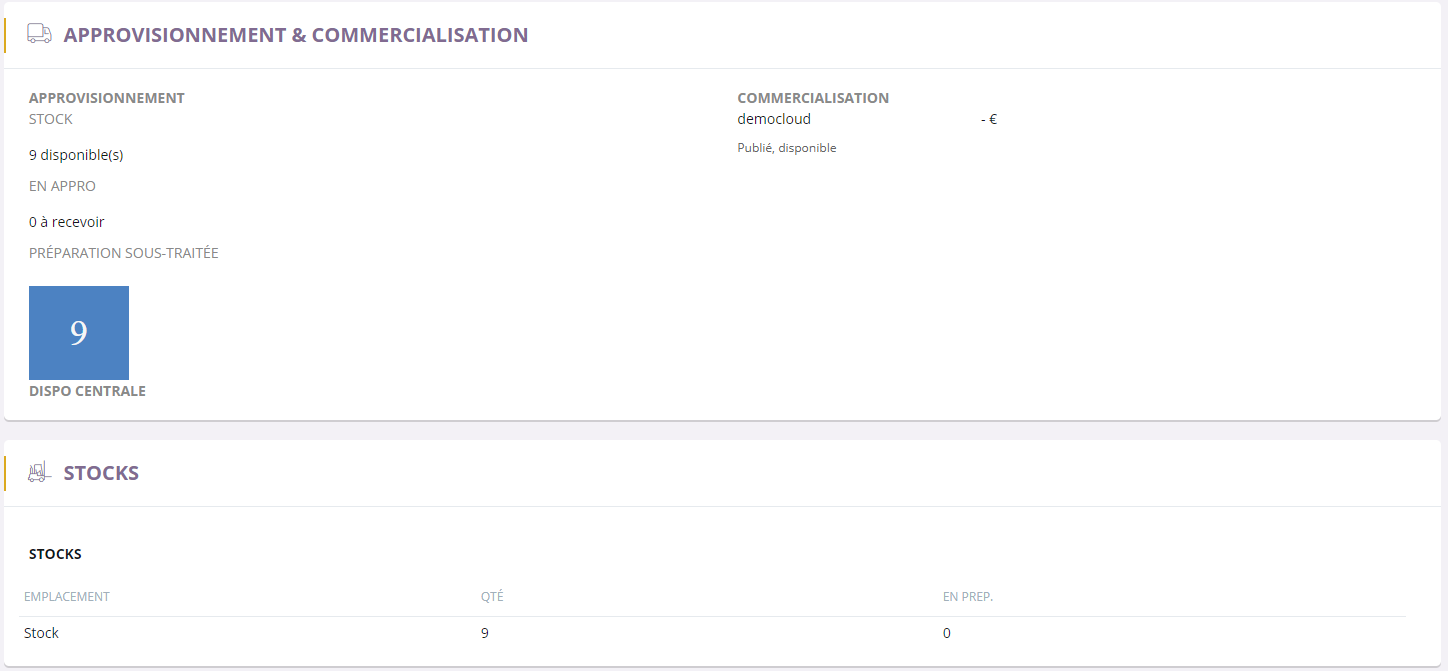 APPROVISIONNEMENT & COMMERCIALISATION
APPROVISIONNEMENT
STOCK
9 disponible(s)
EN APPRO
0 à recevoir
PRÉPARATION SOUS-TRAITÉE
9
DISPO CENTRALE
COMMERCIALISATION
democloud - €
Publié, disponible
STOCKS
STOCKS
EMPLACEMENT QTÉ EN PREP.
Stock 9 0